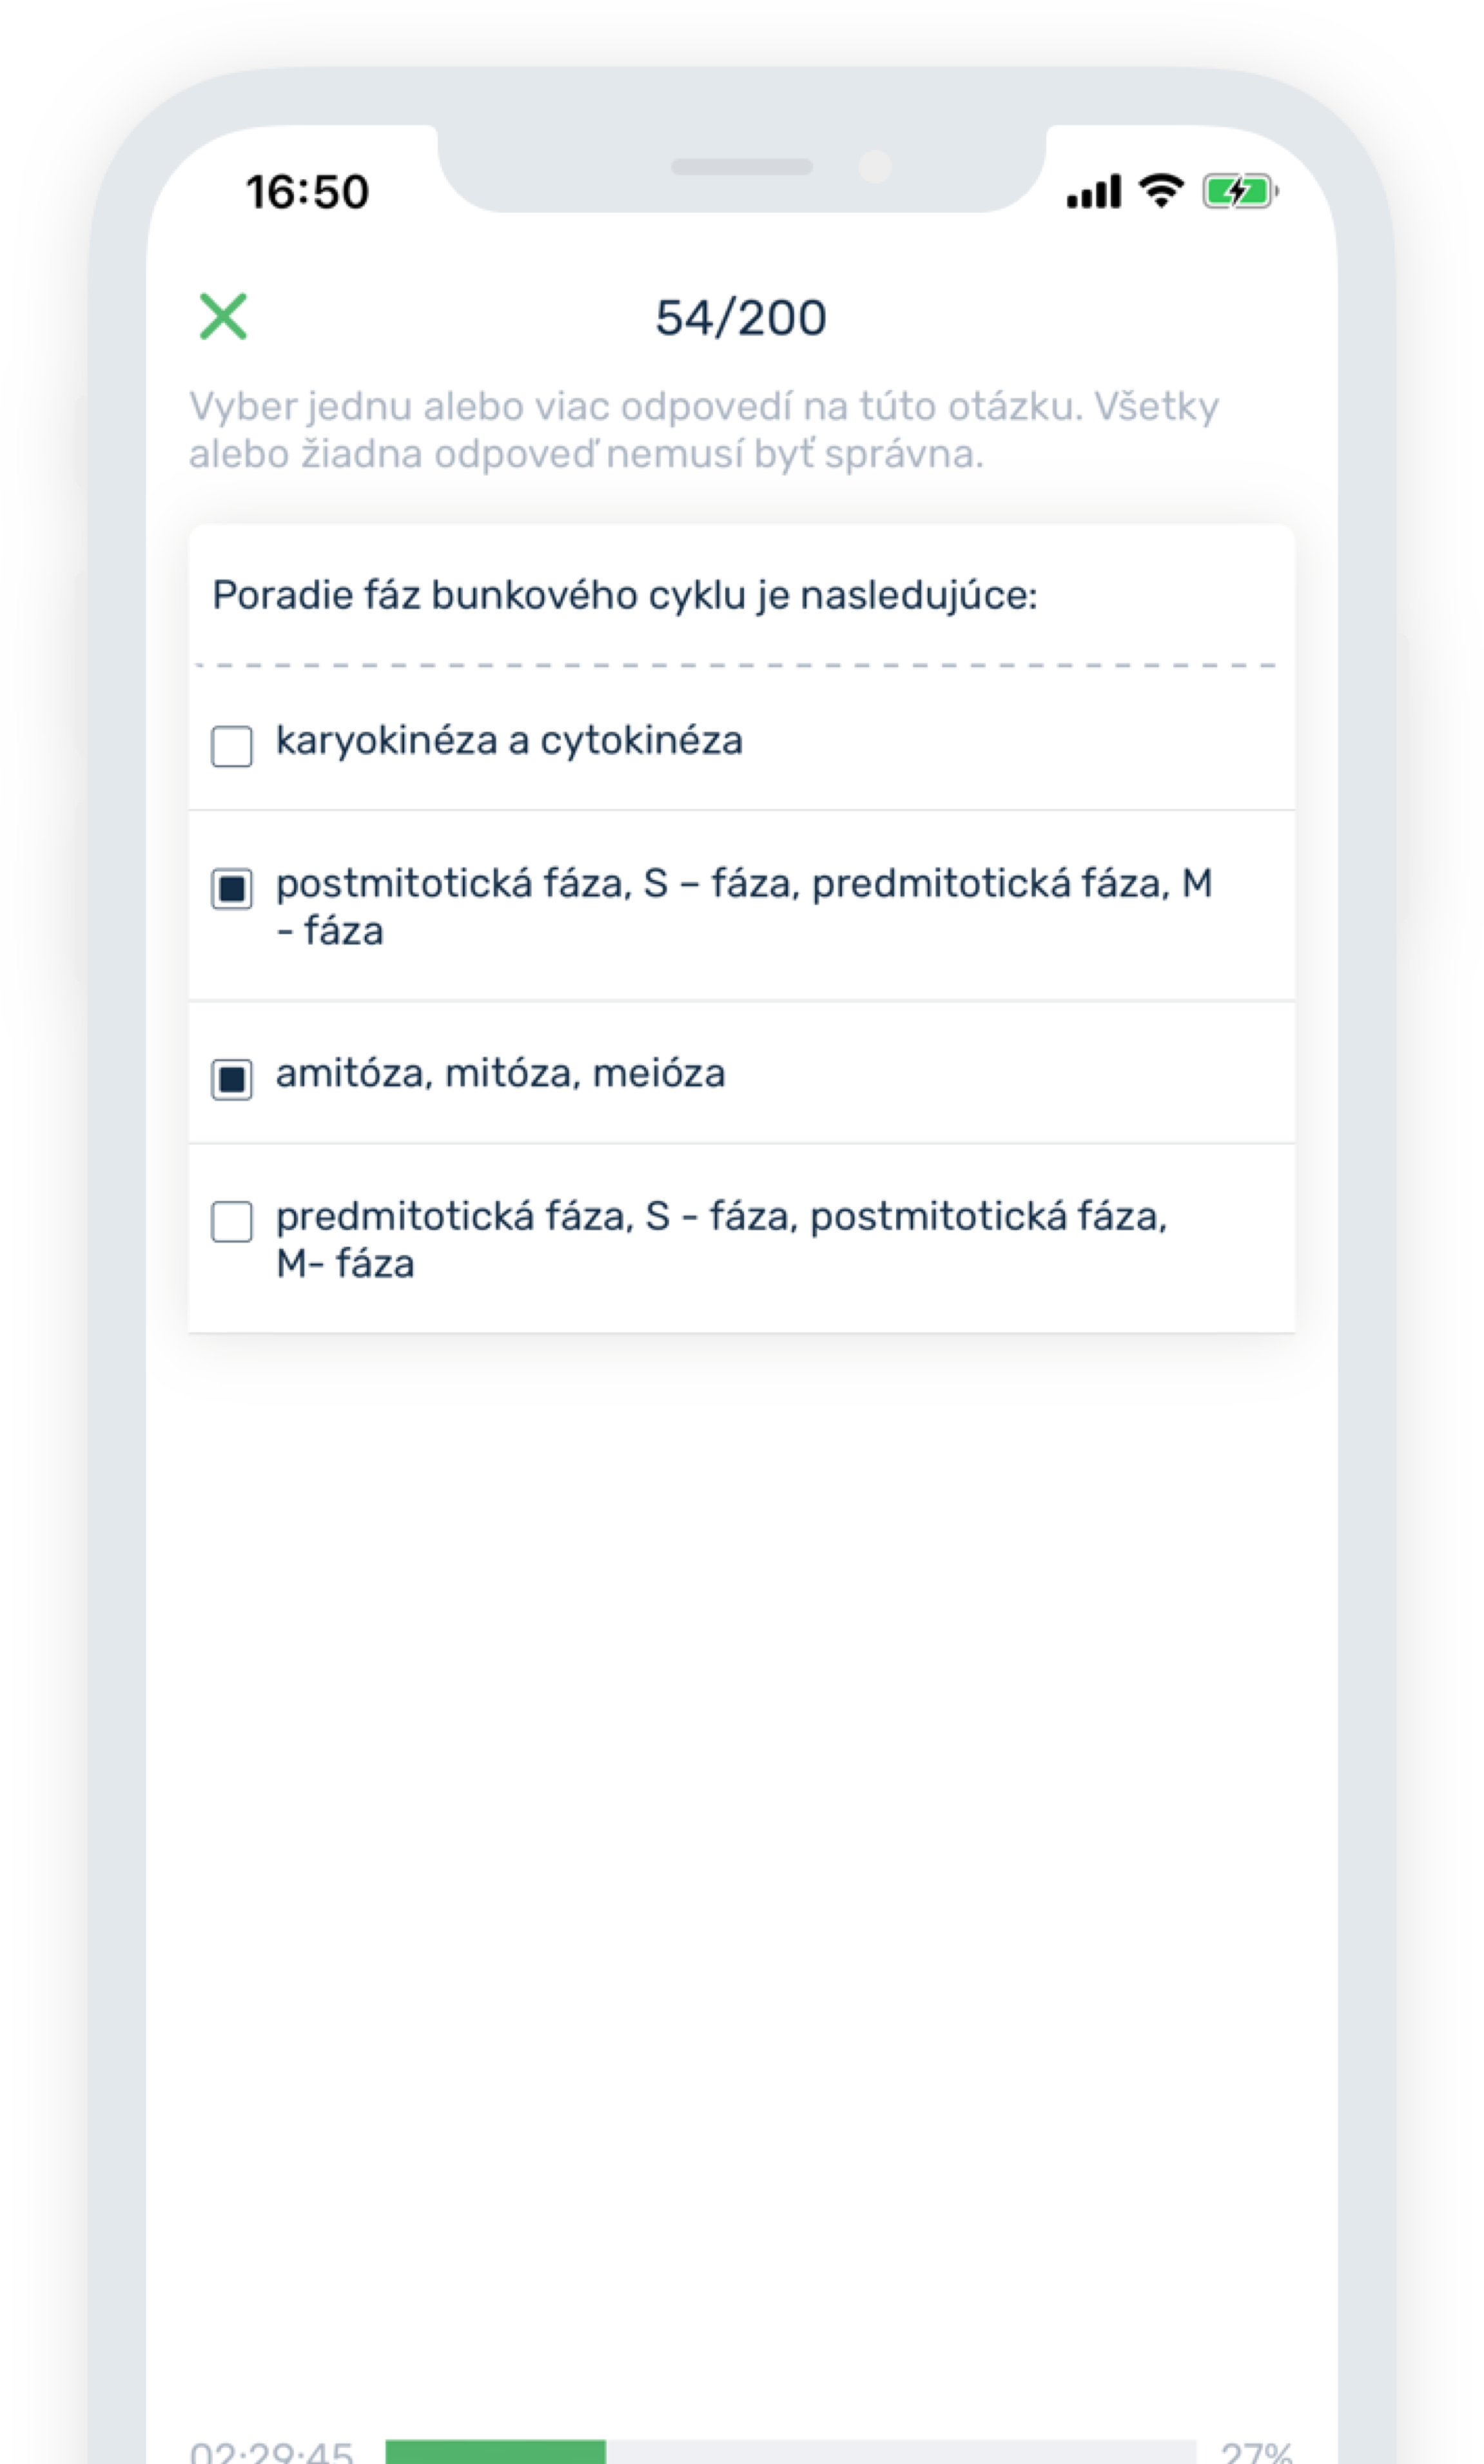 16:50
54/200
Vyber jednu alebo viac odpovedí na túto otázku. Všetky
alebo žiadna odpoveď nemusí byť správna.
Poradie fáz bunkového cyklu je nasledujúce:
karyokinéza a cytokinéza
postmitotická fáza, S – fáza, predmitotická fáza, M
- fáza
amitóza, mitóza, meióza
predmitotická fáza, S - fáza, postmitotická fáza,
M- fáza
02:29:45 27%